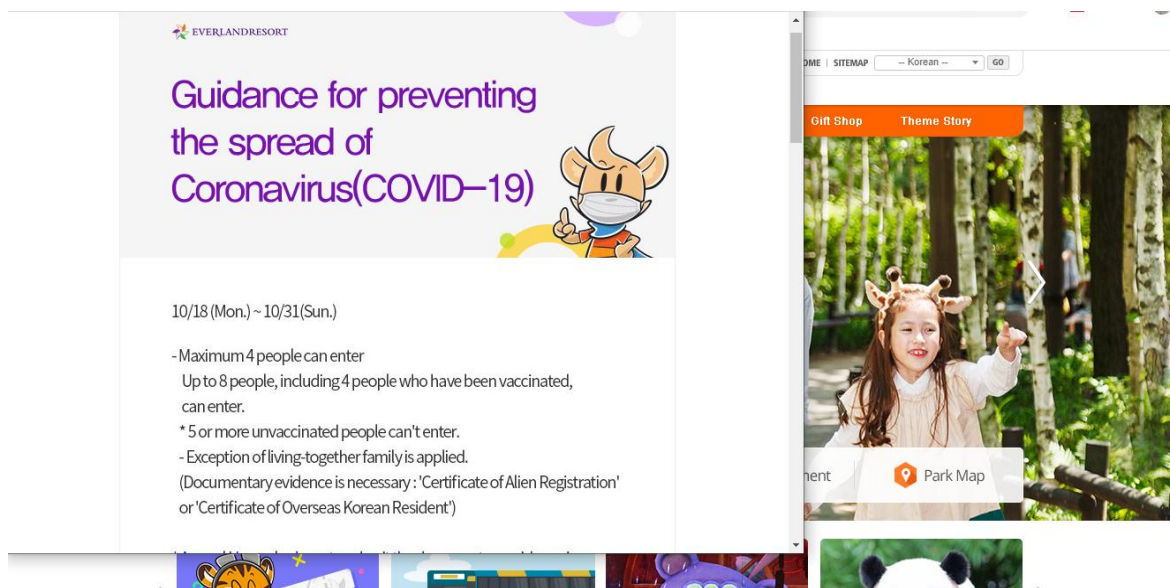 EVERLANDRESORT
Guidance for preventing
the spread of
Coronavirus(COVID-19)
10/18 (Mon.) ~ 10/31(Sun.)
- Maximum 4 people can enter
Up to 8 people, including 4 people who have been vaccinated,
can enter.
* 5 or more unvaccinated people can't enter.
- Exception of living-together family is applied.
(Documentary evidence is necessary : 'Certificate of Alien Registration'
or 'Certificate of Overseas Korean Resident')
SITEMAP
-- Korean --
GO
Gift Shop
Theme Story
Park Map